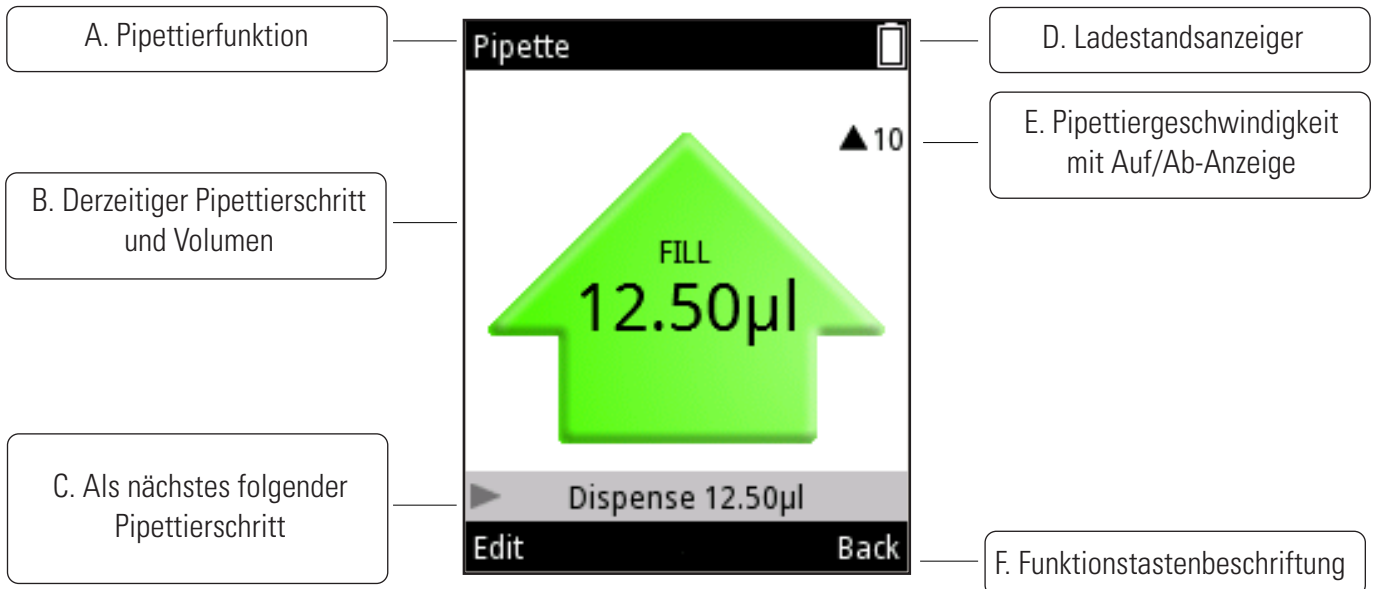 A. Pipettierfunktion
B. Derzeitiger Pipettierschritt
und Volumen
C. Als nächstes folgender
Pipettierschritt
Pipette
▲10
FILL
12.50µl
Dispense 12.50µl
Edit
Back
D. Ladestandsanzeiger
E. Pipettiergeschwindigkeit
mit Auf/Ab-Anzeige
F. Funktionstastenbeschriftung